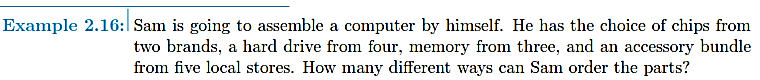 Example 2.16: Sam is going to assemble a computer by himself. He has the choice of chips from
two brands, a hard drive from four, memory from three, and an accessory bundle
from five local stores. How many different ways can Sam order the parts?